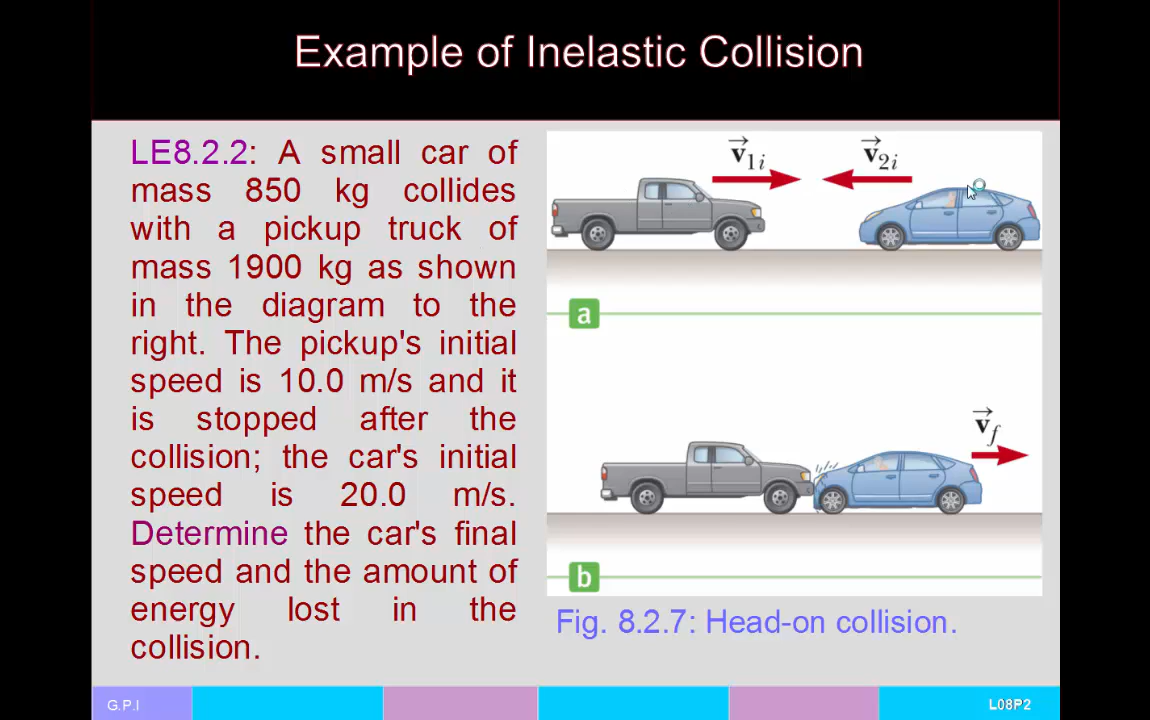 Example of Inelastic Collision
LE8.2.2: A small car of
mass 850 kg collides
with a pickup truck of
mass 1900 kg as shown
in the diagram to the
right. The pickup's initial
speed is 10.0 m/s and it
is stopped after the
collision; the car's initial
speed is 20.0 m/s.
Determine the car's final
speed and the amount of
energy lost in the
collision.
v⃗1i
v⃗2i
a
v⃗f
b
Fig. 8.2.7: Head-on collision.
G.P.I
L08P2